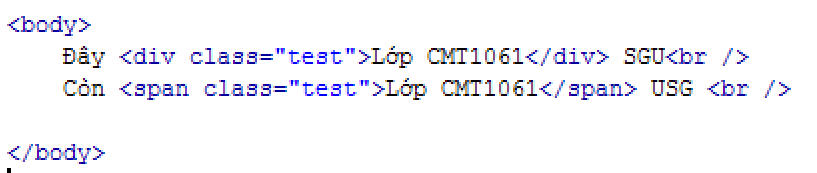 <body>
Đây <div class="test">Lớp CMT1061</div> SGU<br />
Còn <span class="test">Lớp CMT1061</span> USG <br />
</body>